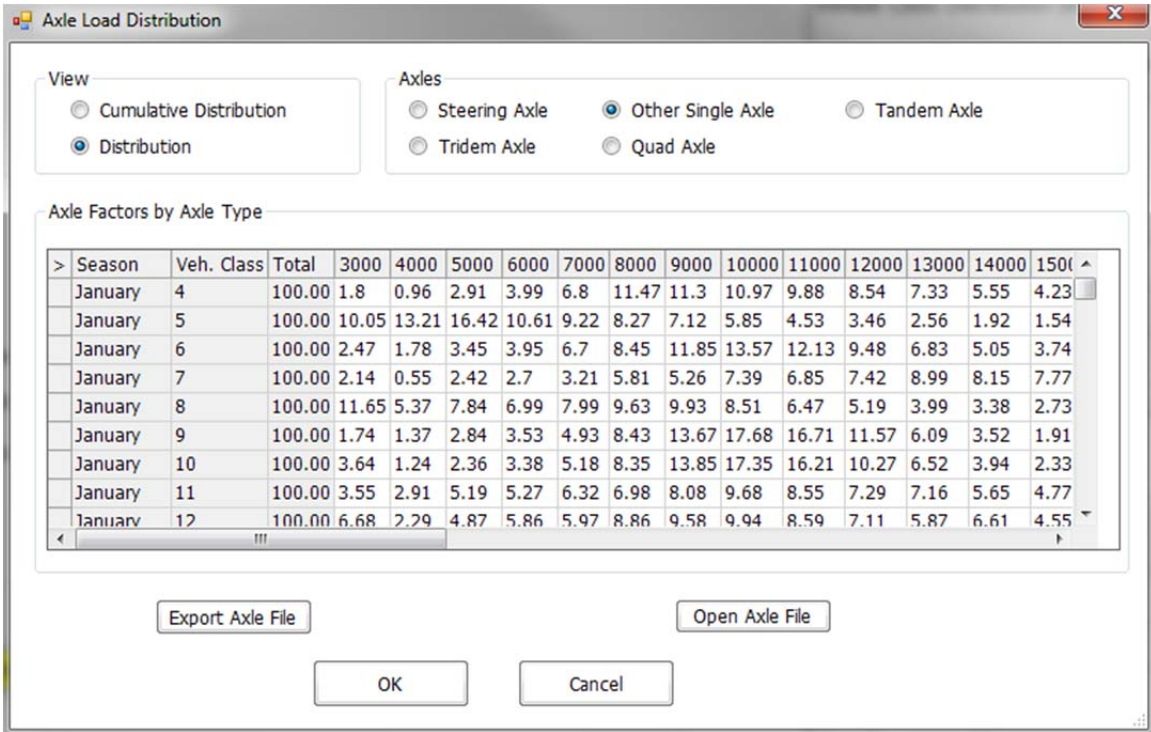 Axle Load Distribution
View
Axles
Cumulative Distribution
Steering Axle Other Single Axle Tandem Axle
Distribution
Tridem Axle Quad Axle
Axle Factors by Axle Type
> Season Veh. Class Total 3000 4000 5000 6000 7000 8000 9000 10000 11000 12000 13000 14000
January 4 100.00 1.8 0.96 2.91 3.99 6.8 11.47 11.3 10.97 9.88 8.54 7.33 5.55 4.23
January 5 100.00 10.05 13.21 16.42 10.61 9.22 8.27 7.12 5.85 4.53 3.46 2.56 1.92 1.54
January 6 100.00 2.47 1.78 3.45 3.95 6.7 8.45 11.85 13.57 12.13 9.48 6.83 5.05 3.74
January 7 100.00 2.14 0.55 2.42 2.7 3.21 5.81 5.26 7.39 6.85 7.42 8.99 8.15 7.77
January 8 100.00 11.65 5.37 7.84 6.99 7.99 9.63 9.93 8.51 6.47 5.19 3.99 3.38 2.73
January 9 100.00 1.74 1.37 2.84 3.53 4.93 8.43 13.67 17.68 16.71 11.57 6.09 3.52 1.91
January 10 100.00 3.64 1.24 2.36 3.38 5.18 8.35 13.85 17.35 16.21 10.27 6.52 3.94 2.33
January 11 100.00 3.55 2.91 5.19 5.27 6.32 6.98 8.08 9.68 8.55 7.29 7.16 5.65 4.77
January 12 100.00 6.68 2.29 4.87 5.86 5.97 8.86 9.58 9.94 8.59 7.11 5.87 6.61 4.55
Export Axle File Open Axle File
OK Cancel